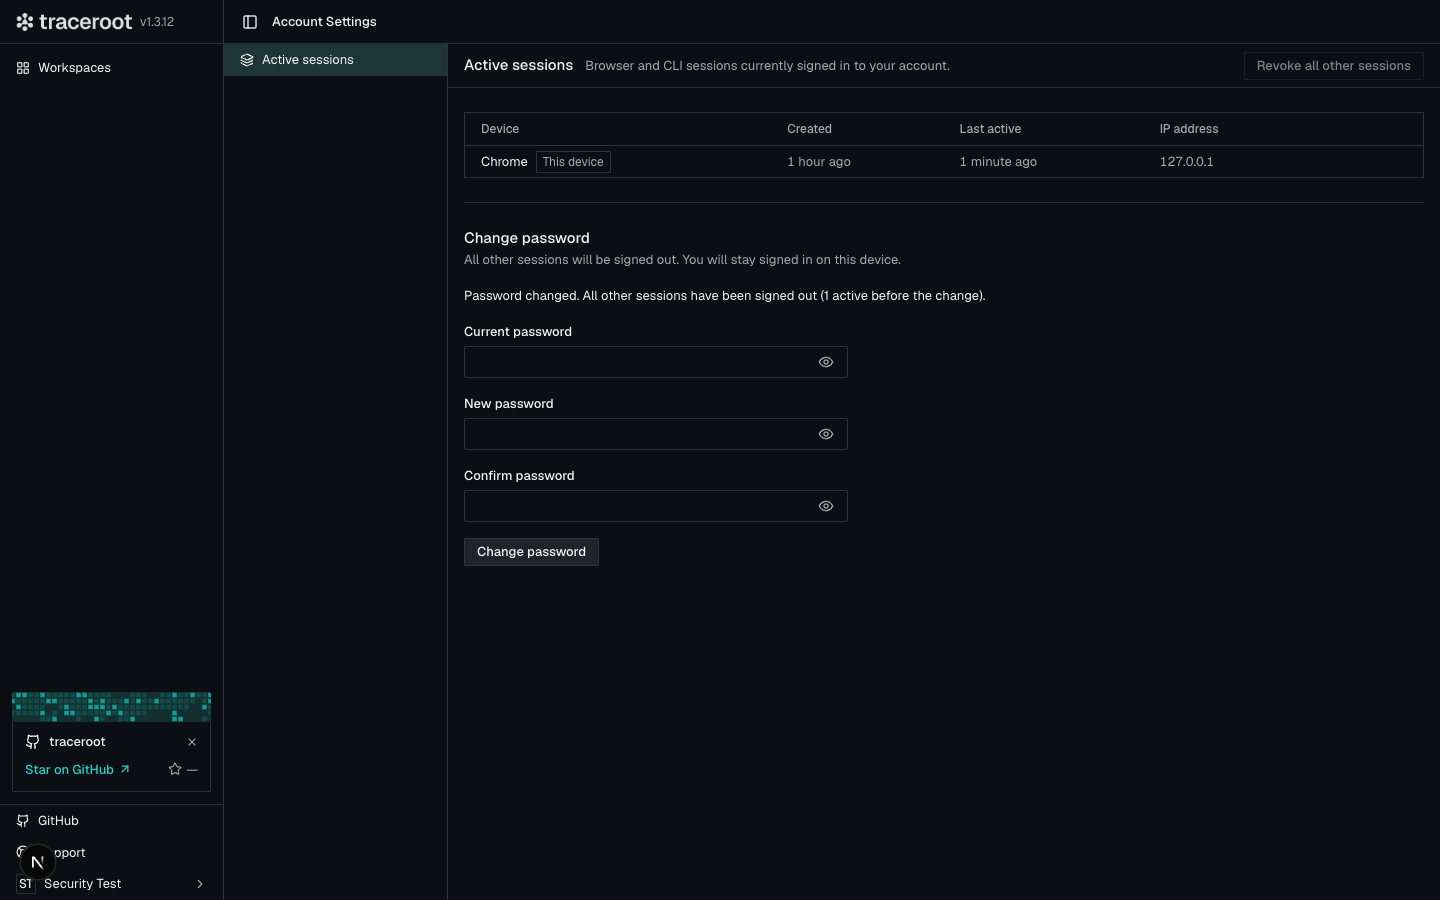 traceroot v1.3.12
Account Settings
Workspaces
Active sessions
Active sessions Browser and CLI sessions currently signed in to your account.
Revoke all other sessions
Device Created Last active IP address
Chrome This device 1 hour ago 1 minute ago 127.0.0.1
Change password
All other sessions will be signed out. You will stay signed in on this device.
Password changed. All other sessions have been signed out (1 active before the change).
Current password
New password
Confirm password
Change password
traceroot
Star on GitHub
GitHub
pport
ST Security Test